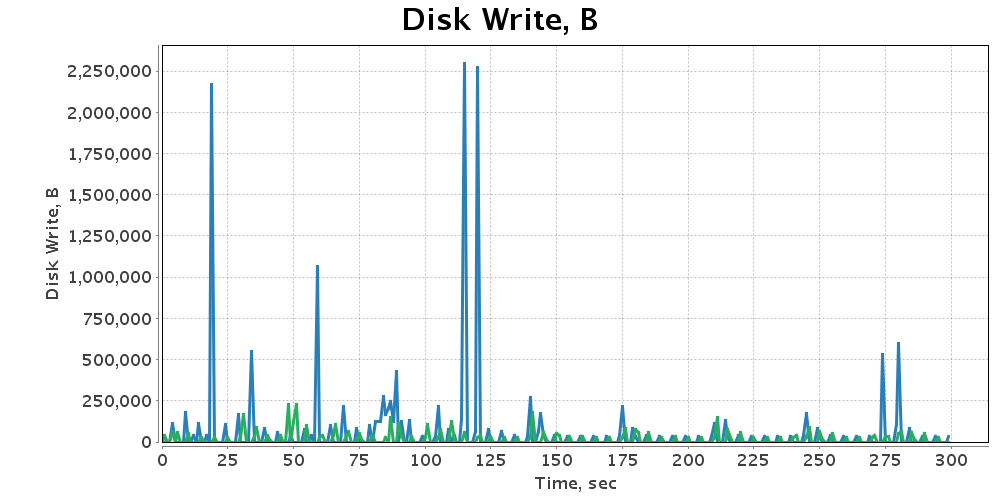 Disk Write, B
2,250,000
2,000,000
1,750,000
1,500,000
1,250,000
1,000,000
750,000
500,000
250,000
0
Disk Write, B
0 25 50 75 100 125 150 175 200 225 250 275 300
Time, sec